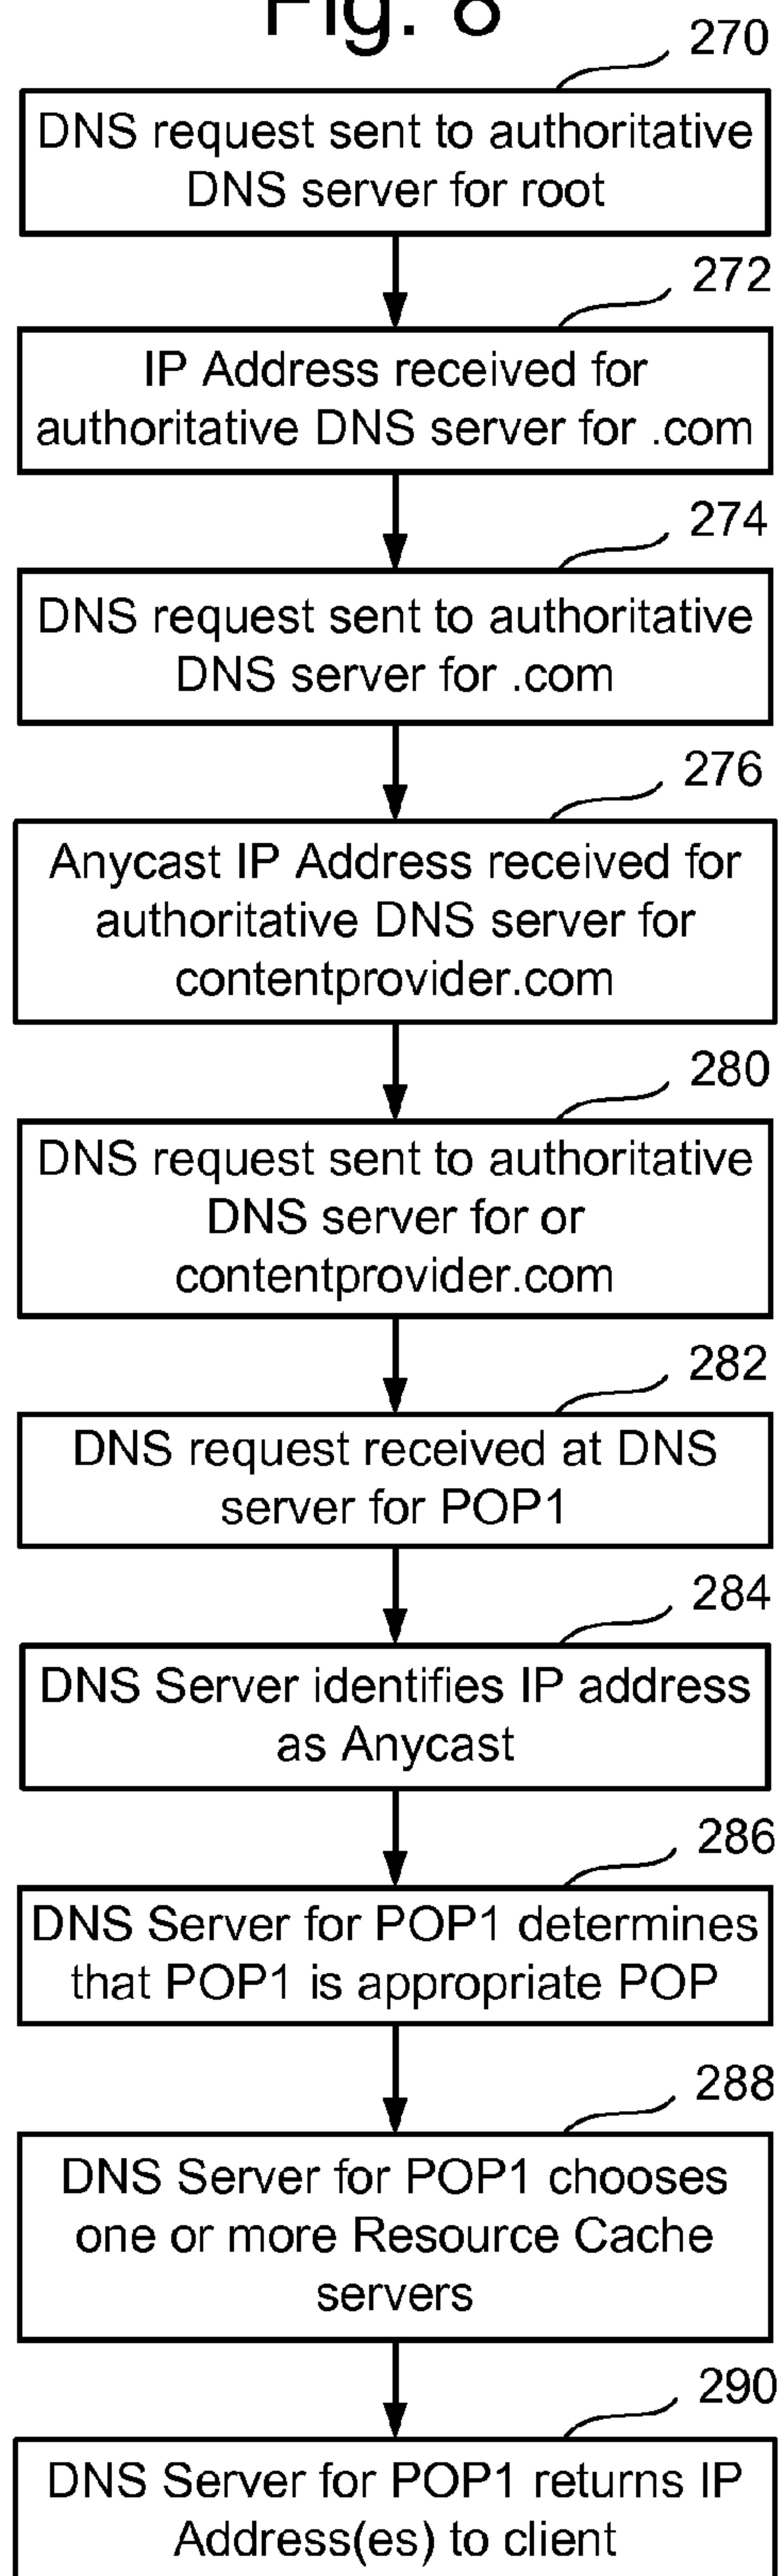 Fig. 8
270
DNS request sent to authoritative
DNS server for root
272
IP Address received for
authoritative DNS server for .com
274
DNS request sent to authoritative
DNS server for .com
276
Anycast IP Address received for
authoritative DNS server for
contentprovider.com
280
DNS request sent to authoritative
DNS server for or
contentprovider.com
282
DNS request received at DNS
server for POP1
284
DNS Server identifies IP address
as Anycast
286
DNS Server for POP1 determines
that POP1 is appropriate POP
288
DNS Server for POP1 chooses
one or more Resource Cache
servers
290
DNS Server for POP1 returns IP
Address(es) to client